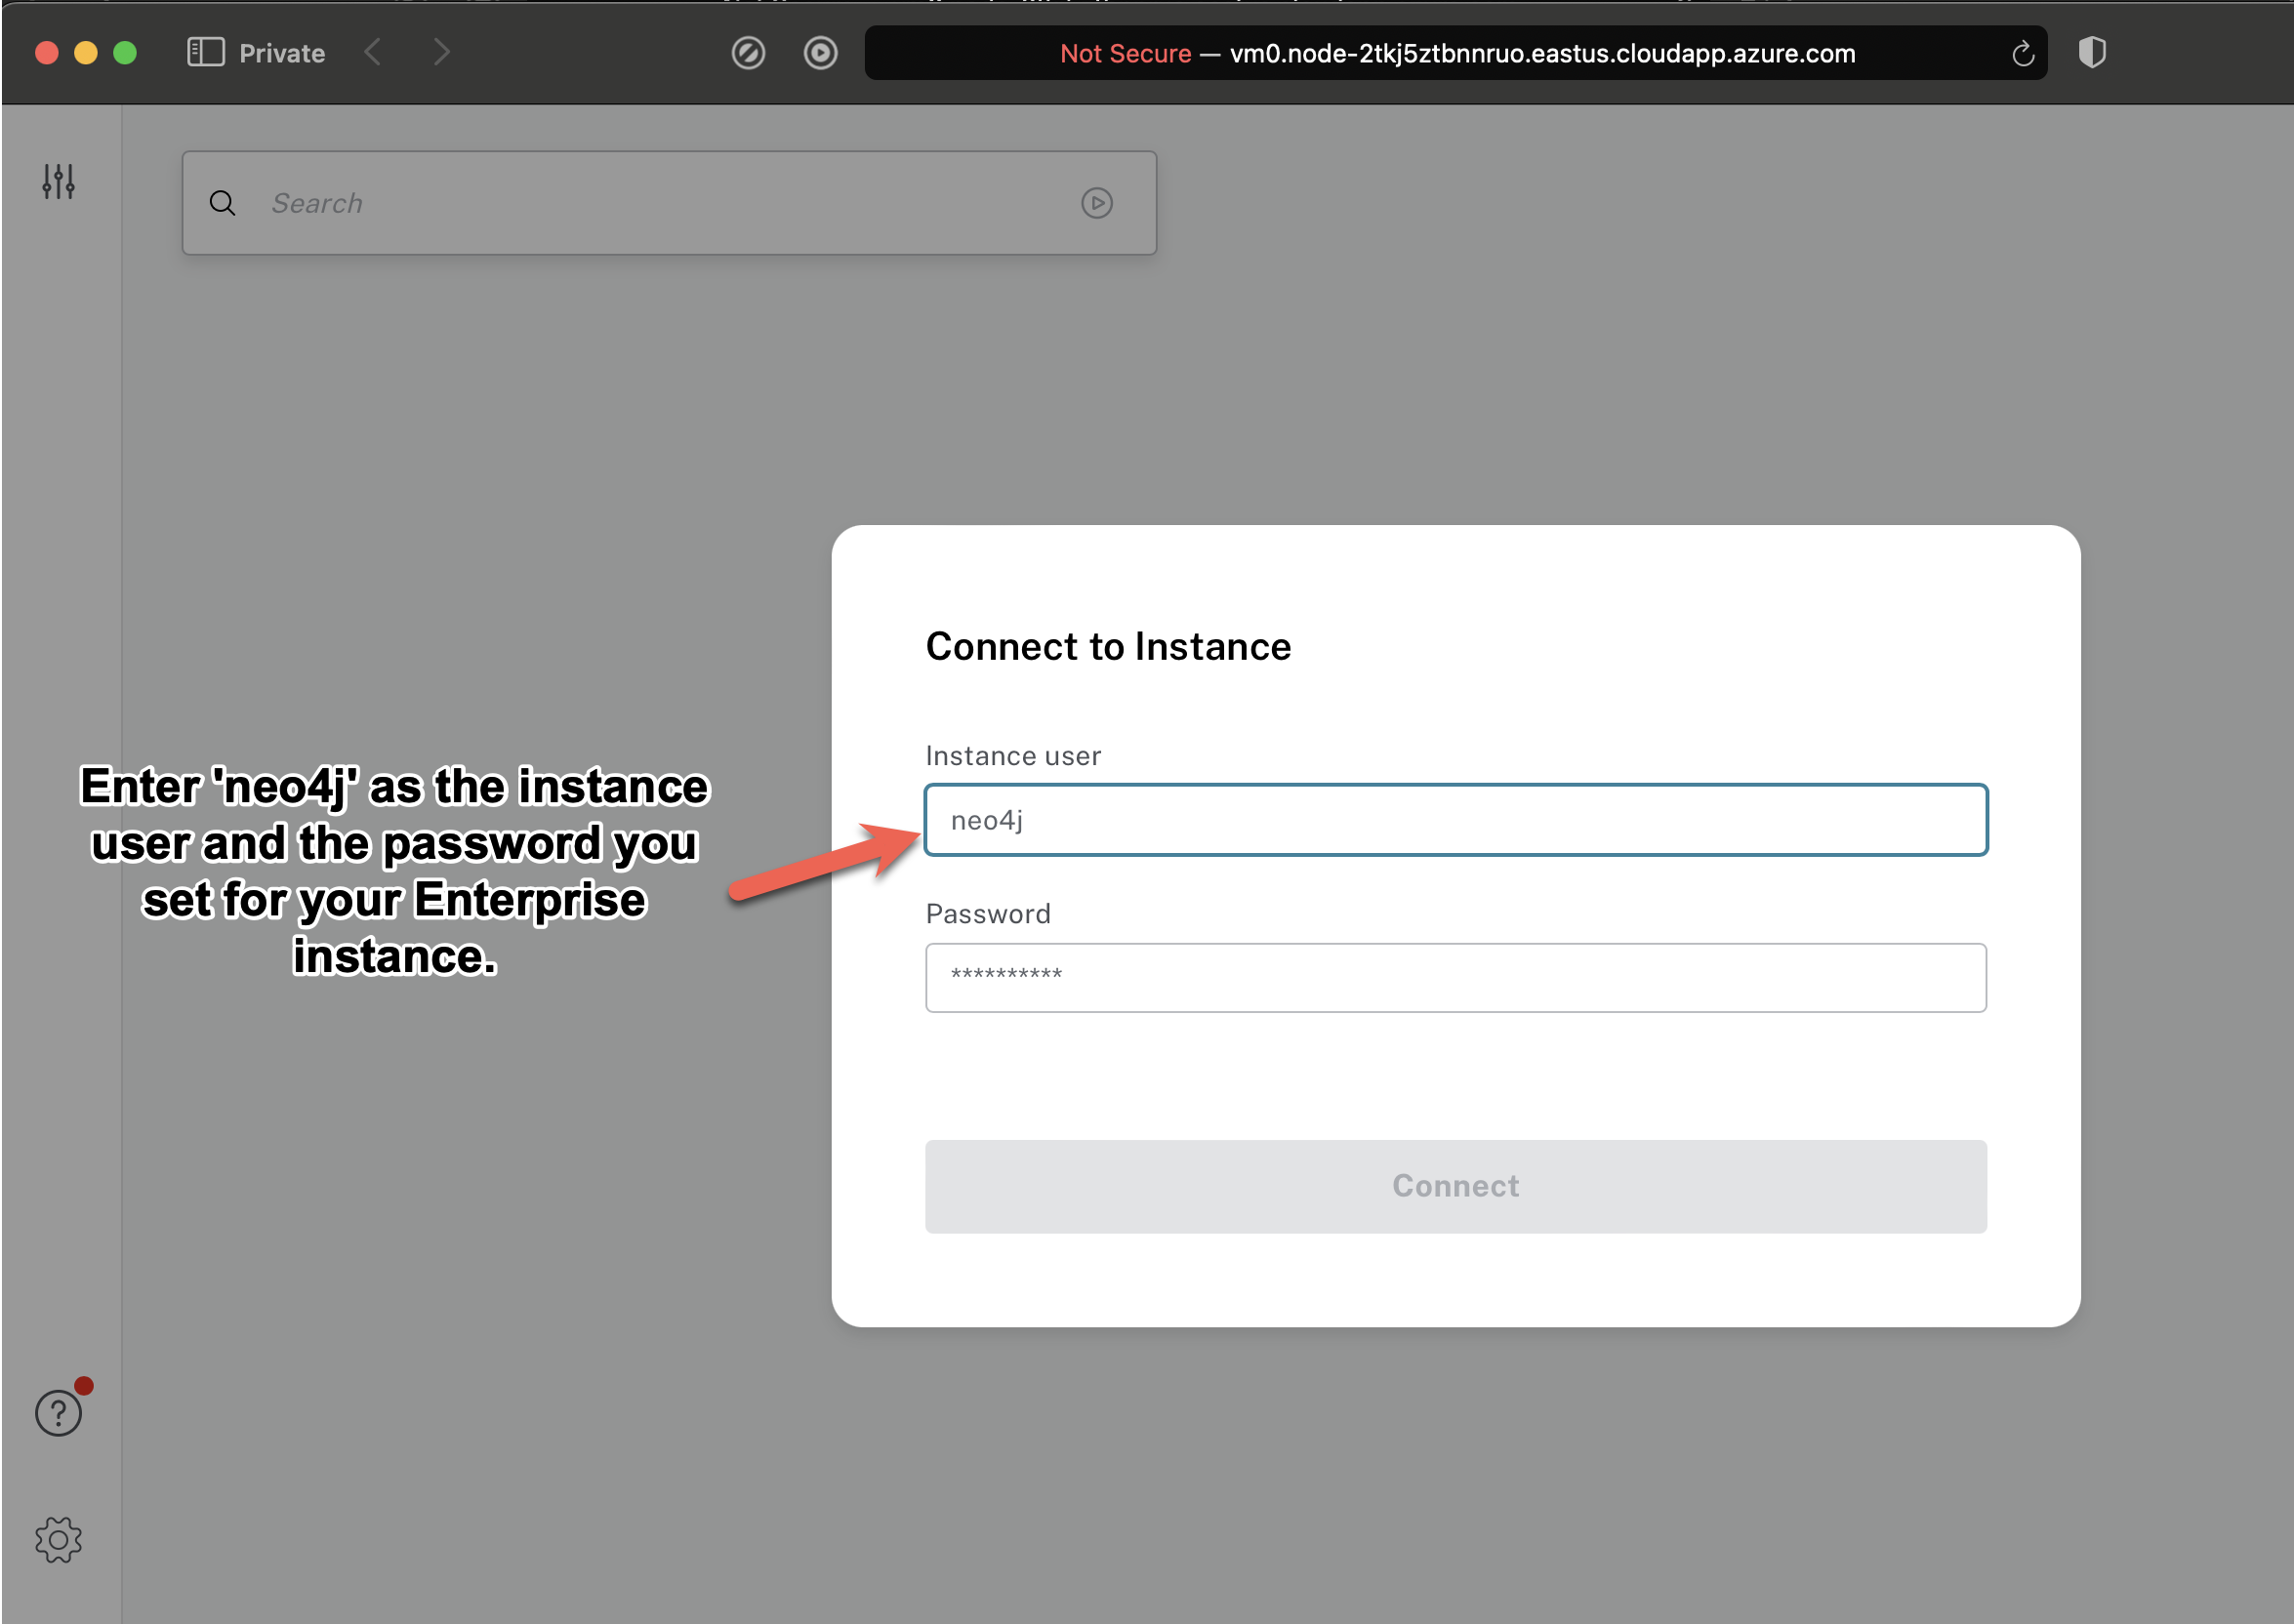 Private
Not Secure — vm0.node-2tkj5ztbnnruo.eastus.cloudapp.azure.com
Search
Connect to Instance
Instance user
neo4j
Enter 'neo4j' as the instance
user and the password you
set for your Enterprise
instance.
Password
**********
Connect